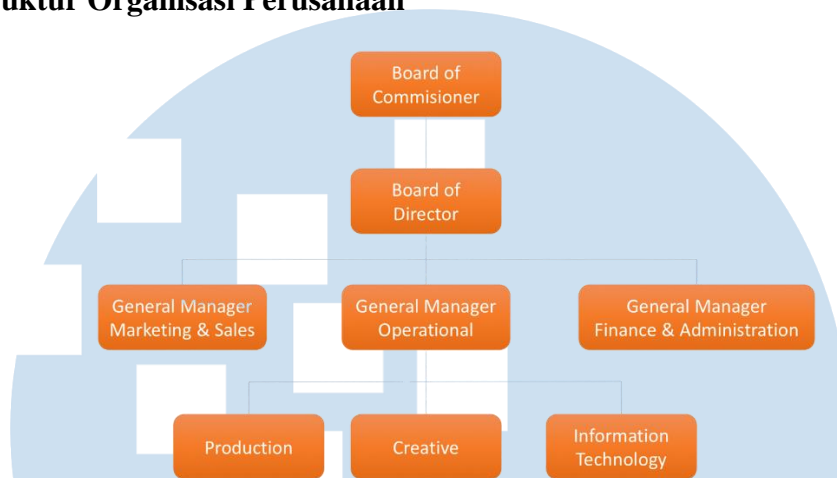 Organisasi Perusahaan
Board of
Commisioner
Board of
Director
General Manager
Marketing & Sales
General Manager
Operational
General Manager
Finance & Administration
Production
Creative
Information
Technology